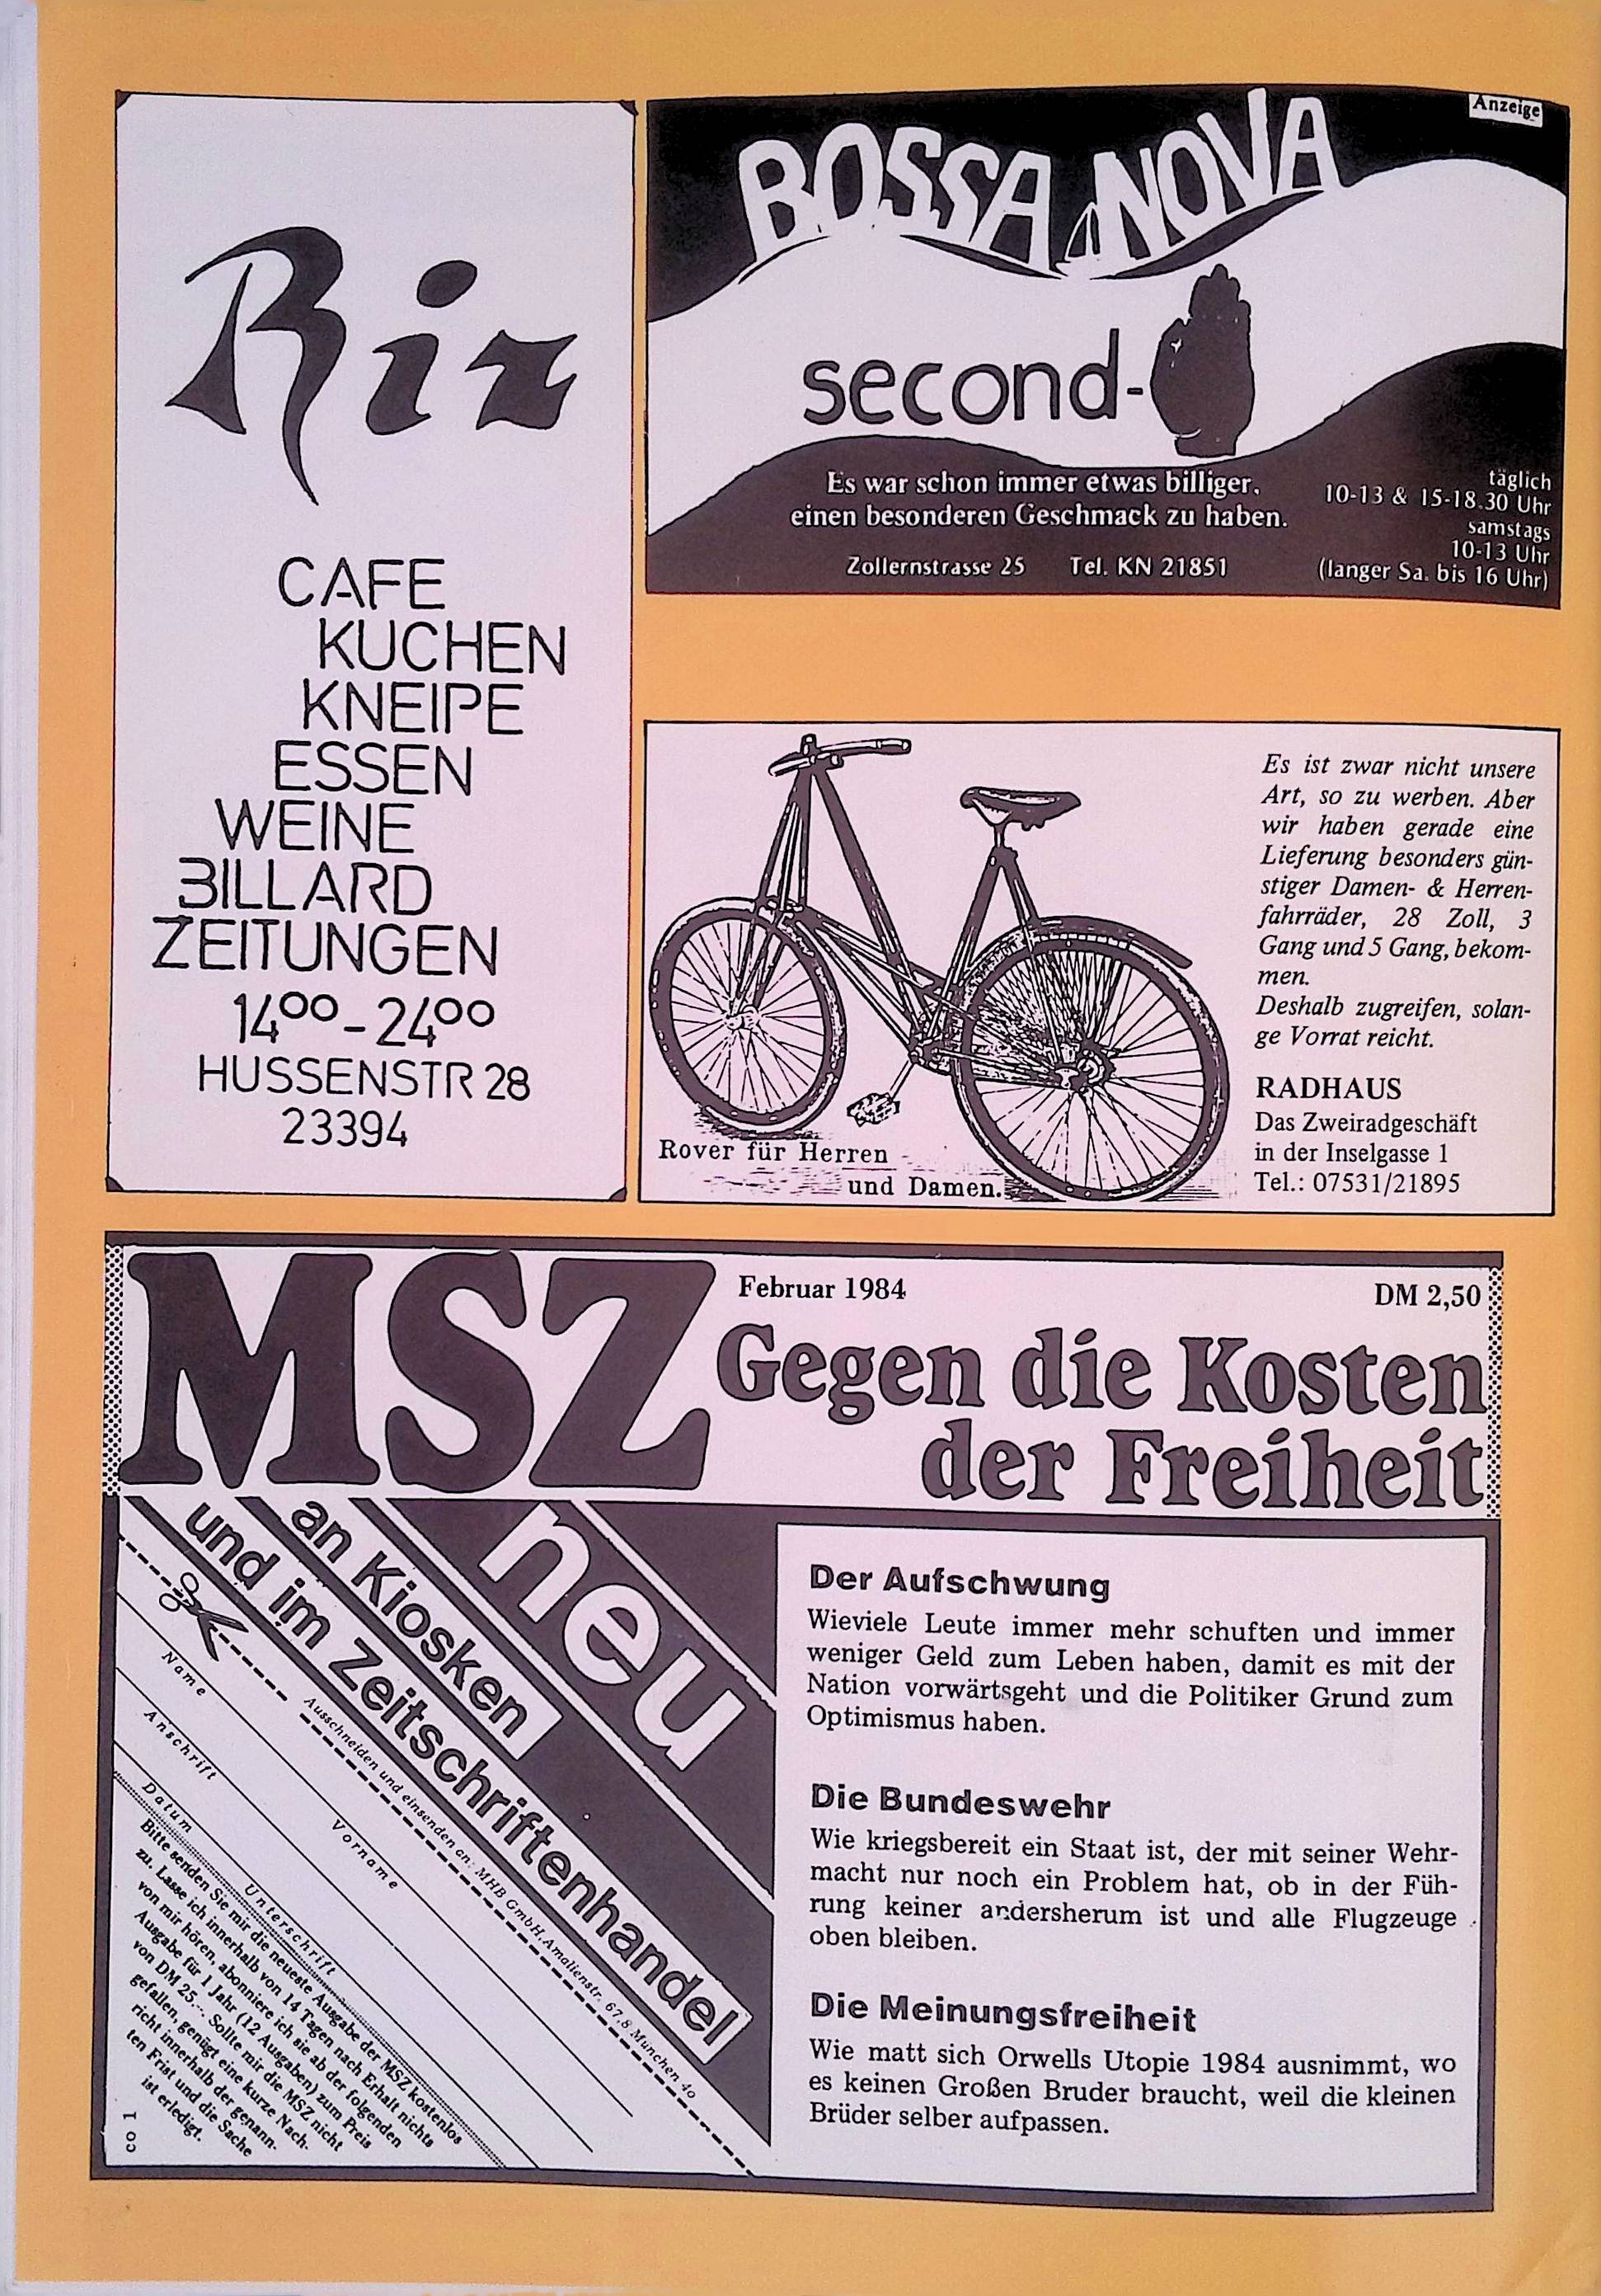 Riz
CAFE
KUCHEN
KNEIPE
ESSEN
WEINE
BILLARD
ZEITUNGEN
14⁰⁰-24⁰⁰
HUSSENSTR 28
23394
Anzeige
BOSSA NOVA
second-
Es war schon immer etwas billiger,
einen besonderen Geschmack zu haben.
Zollernstrasse 25 Tel. KN 21851
täglich
10-13 & 15-18.30 Uhr
samstags
10-13 Uhr
(langer Sa. bis 16 Uhr)
Rover für Herren
und Damen.
Es ist zwar nicht unsere
Art, so zu werben. Aber
wir haben gerade eine
Lieferung besonders gün-
stiger Damen- & Herren-
fahrräder, 28 Zoll, 3
Gang und 5 Gang, bekom-
men.
Deshalb zugreifen, solan-
ge Vorrat reicht.
RADHAUS
Das Zweiradgeschäft
in der Inselgasse 1
Tel.: 07531/21895
MSZ
Februar 1984
DM 2,50
Gegen die Kosten
der Freiheit
neu
an Kiosken
und im Zeitschriftenhandel
Ausschneiden und einsenden an: MHB GmbH, Amalienstr. 67, 8 München 40
Name
Vorname
Anschrift
Datum
Unterschrift
Bitte senden Sie mir die neueste Ausgabe der MSZ kostenlos
zu. Lasse ich innerhalb von 14 Tagen nach Erhalt nichts
von mir hören, abonniere ich sie ab der folgenden
Ausgabe für 1 Jahr (12 Ausgaben) zum Preis
von DM 25.-. Sollte mir die MSZ nicht
gefallen, genügt eine kurze Nach-
richt innerhalb der genann-
ten Frist und die Sache
ist erledigt.
co 1
Der Aufschwung
Wieviele Leute immer mehr schuften und immer
weniger Geld zum Leben haben, damit es mit der
Nation vorwärtsgeht und die Politiker Grund zum
Optimismus haben.
Die Bundeswehr
Wie kriegsbereit ein Staat ist, der mit seiner Wehr-
macht nur noch ein Problem hat, ob in der Füh-
rung keiner andersherum ist und alle Flugzeuge
oben bleiben.
Die Meinungsfreiheit
Wie matt sich Orwells Utopie 1984 ausnimmt, wo
es keinen Großen Bruder braucht, weil die kleinen
Brüder selber aufpassen.